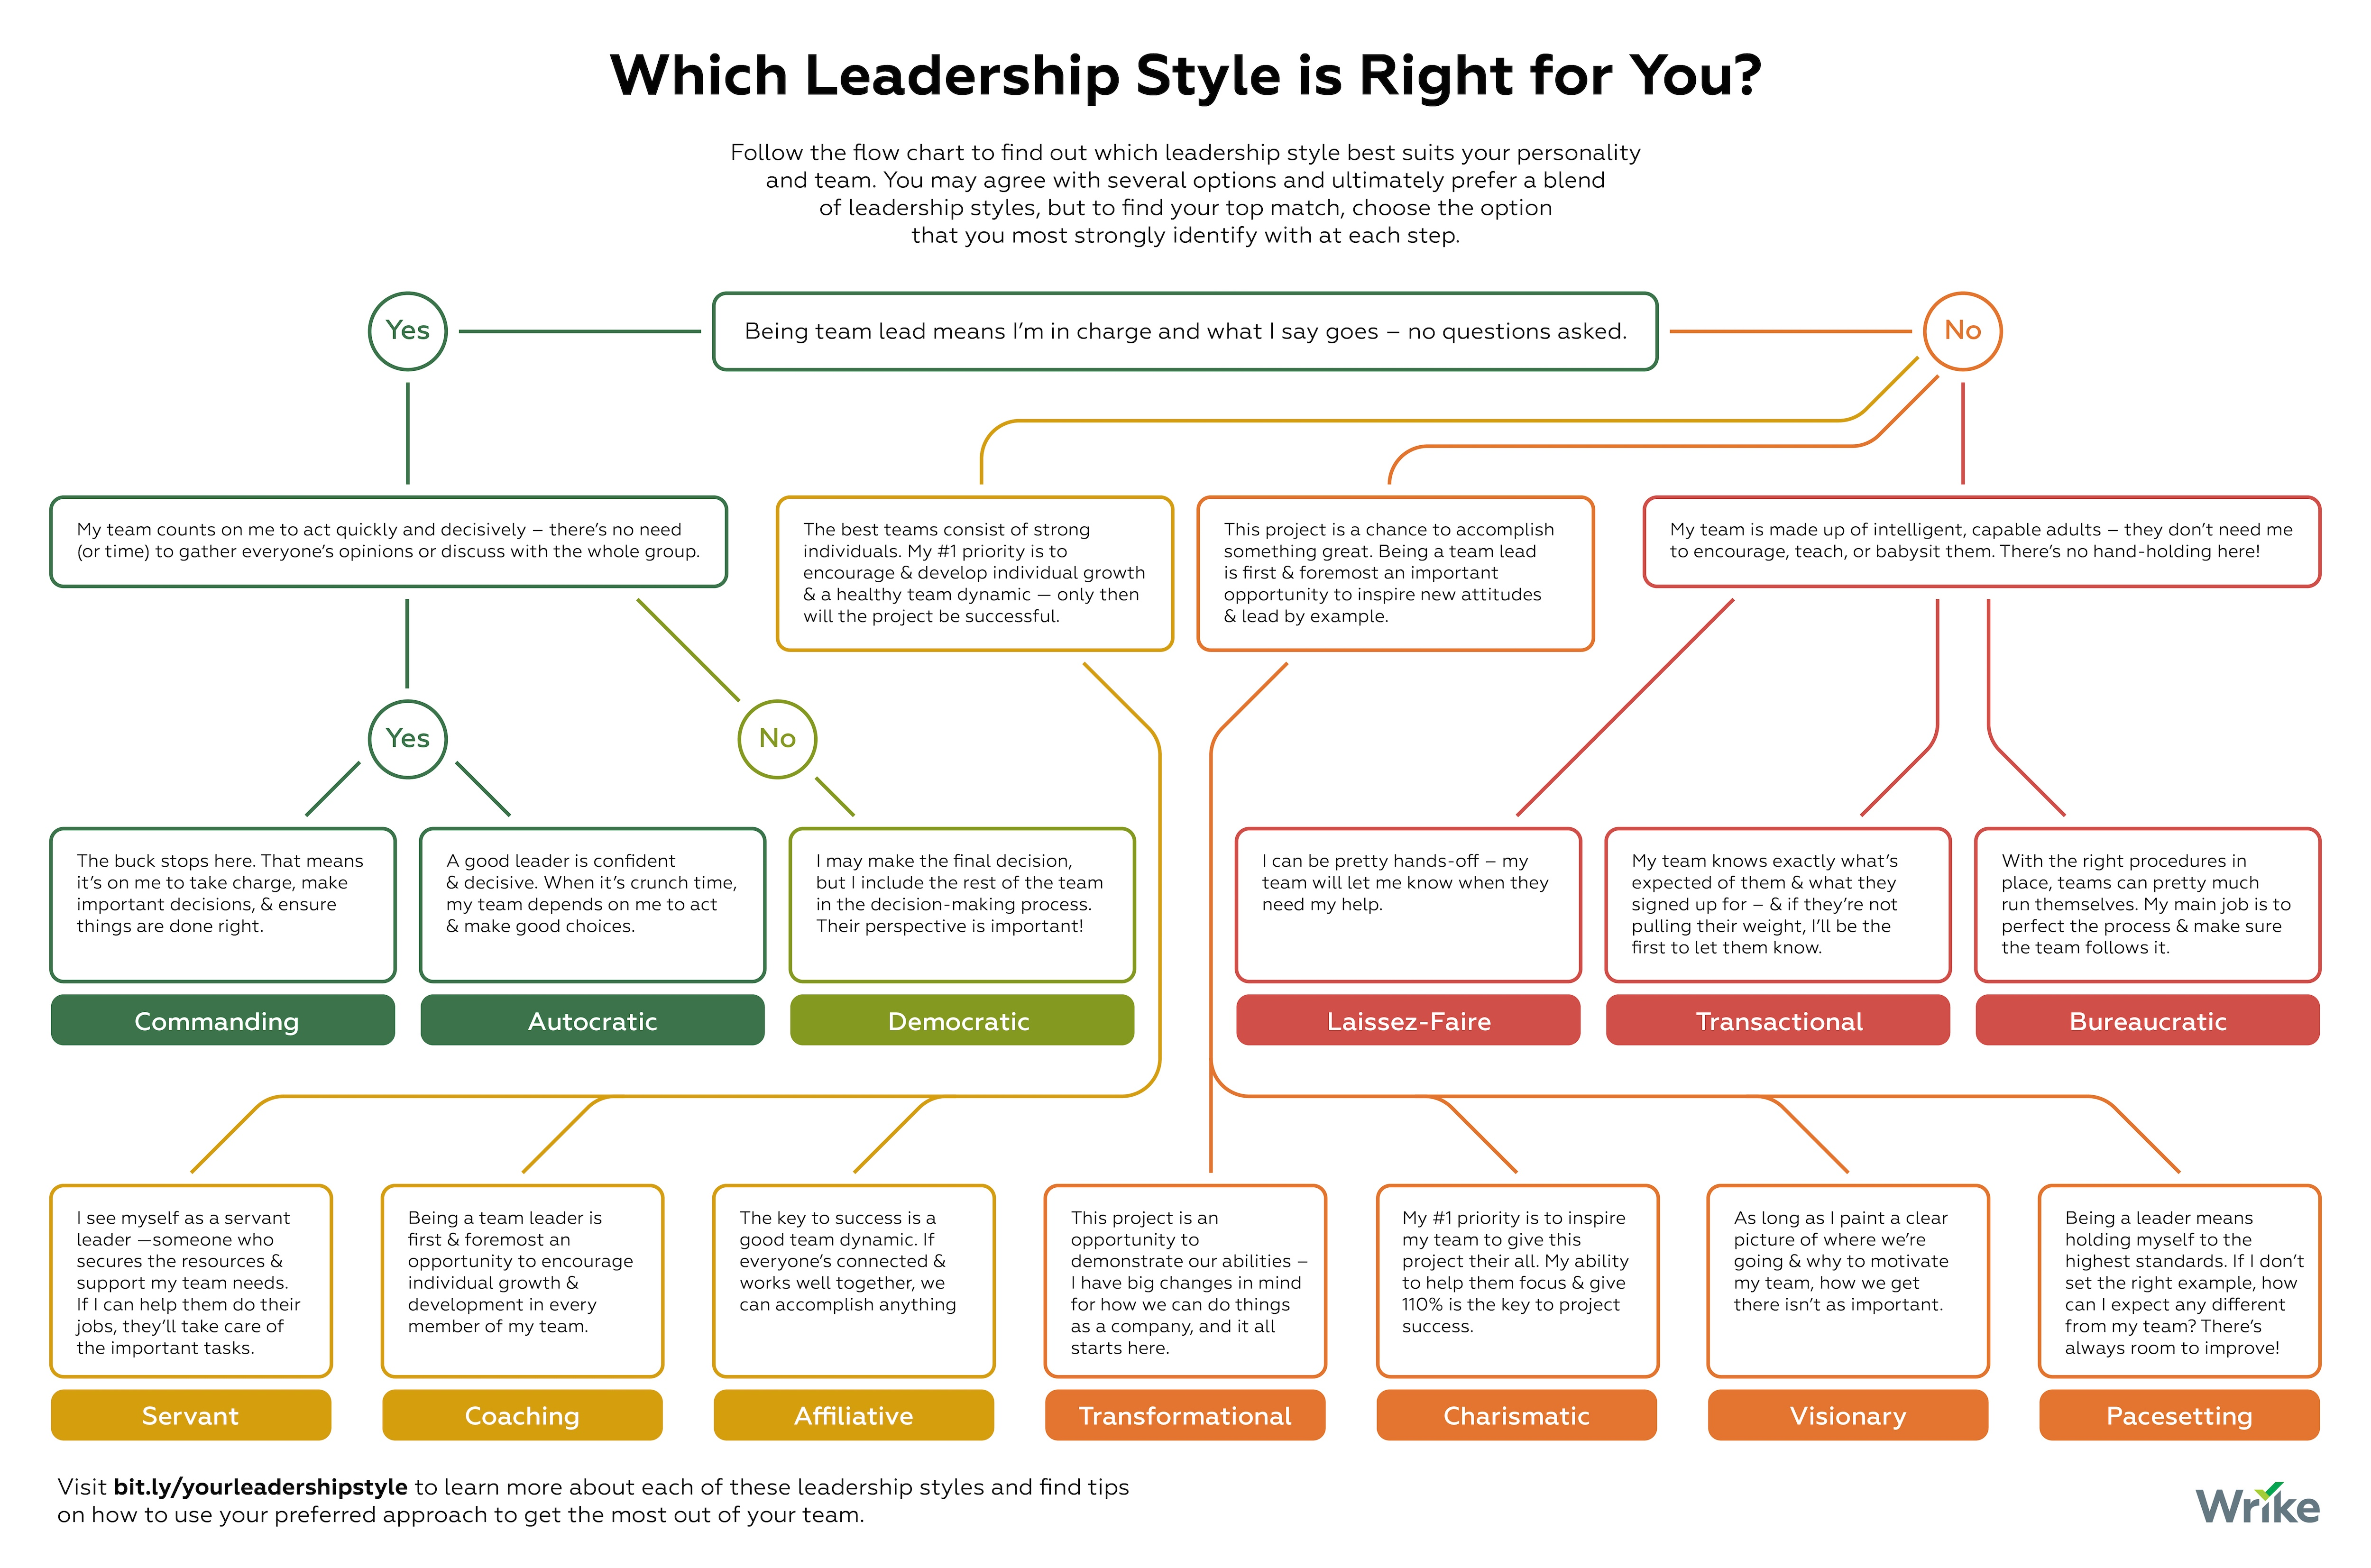 Which Leadership Style is Right for You?
Follow the flow chart to find out which leadership style best suits your personality
and team. You may agree with several options and ultimately prefer a blend
of leadership styles, but to find your top match, choose the option
that you most strongly identify with at each step.
Yes
Being team lead means I'm in charge and what I say goes – no questions asked.
No
My team counts on me to act quickly and decisively – there's no need
(or time) to gather everyone's opinions or discuss with the whole group.
The best teams consist of strong
individuals. My #1 priority is to
encourage & develop individual growth
& a healthy team dynamic — only then
will the project be successful.
This project is a chance to accomplish
something great. Being a team lead
is first & foremost an important
opportunity to inspire new attitudes
& lead by example.
My team is made up of intelligent, capable adults – they don't need me
to encourage, teach, or babysit them. There's no hand-holding here!
Yes
No
The buck stops here. That means
it's on me to take charge, make
important decisions, & ensure
things are done right.
Commanding
A good leader is confident
& decisive. When it's crunch time,
my team depends on me to act
& make good choices.
Autocratic
I may make the final decision,
but I include the rest of the team
in the decision-making process.
Their perspective is important!
Democratic
I can be pretty hands-off – my
team will let me know when they
need my help.
Laissez-Faire
My team knows exactly what's
expected of them & what they
signed up for – & if they're not
pulling their weight, I'll be the
first to let them know.
Transactional
With the right procedures in
place, teams can pretty much
run themselves. My main job is to
perfect the process & make sure
the team follows it.
Bureaucratic
I see myself as a servant
leader —someone who
secures the resources &
support my team needs.
If I can help them do their
jobs, they'll take care of
the important tasks.
Servant
Being a team leader is
first & foremost an
opportunity to encourage
individual growth &
development in every
member of my team.
Coaching
The key to success is a
good team dynamic. If
everyone's connected &
works well together, we
can accomplish anything
Affiliative
This project is an
opportunity to
demonstrate our abilities –
I have big changes in mind
for how we can do things
as a company, and it all
starts here.
Transformational
My #1 priority is to inspire
my team to give this
project their all. My ability
to help them focus & give
110% is the key to project
success.
Charismatic
As long as I paint a clear
picture of where we're
going & why to motivate
my team, how we get
there isn't as important.
Visionary
Being a leader means
holding myself to the
highest standards. If I don't
set the right example, how
can I expect any different
from my team? There's
always room to improve!
Pacesetting
Visit bit.ly/yourleadershipstyle to learn more about each of these leadership styles and find tips
on how to use your preferred approach to get the most out of your team.
Wrike